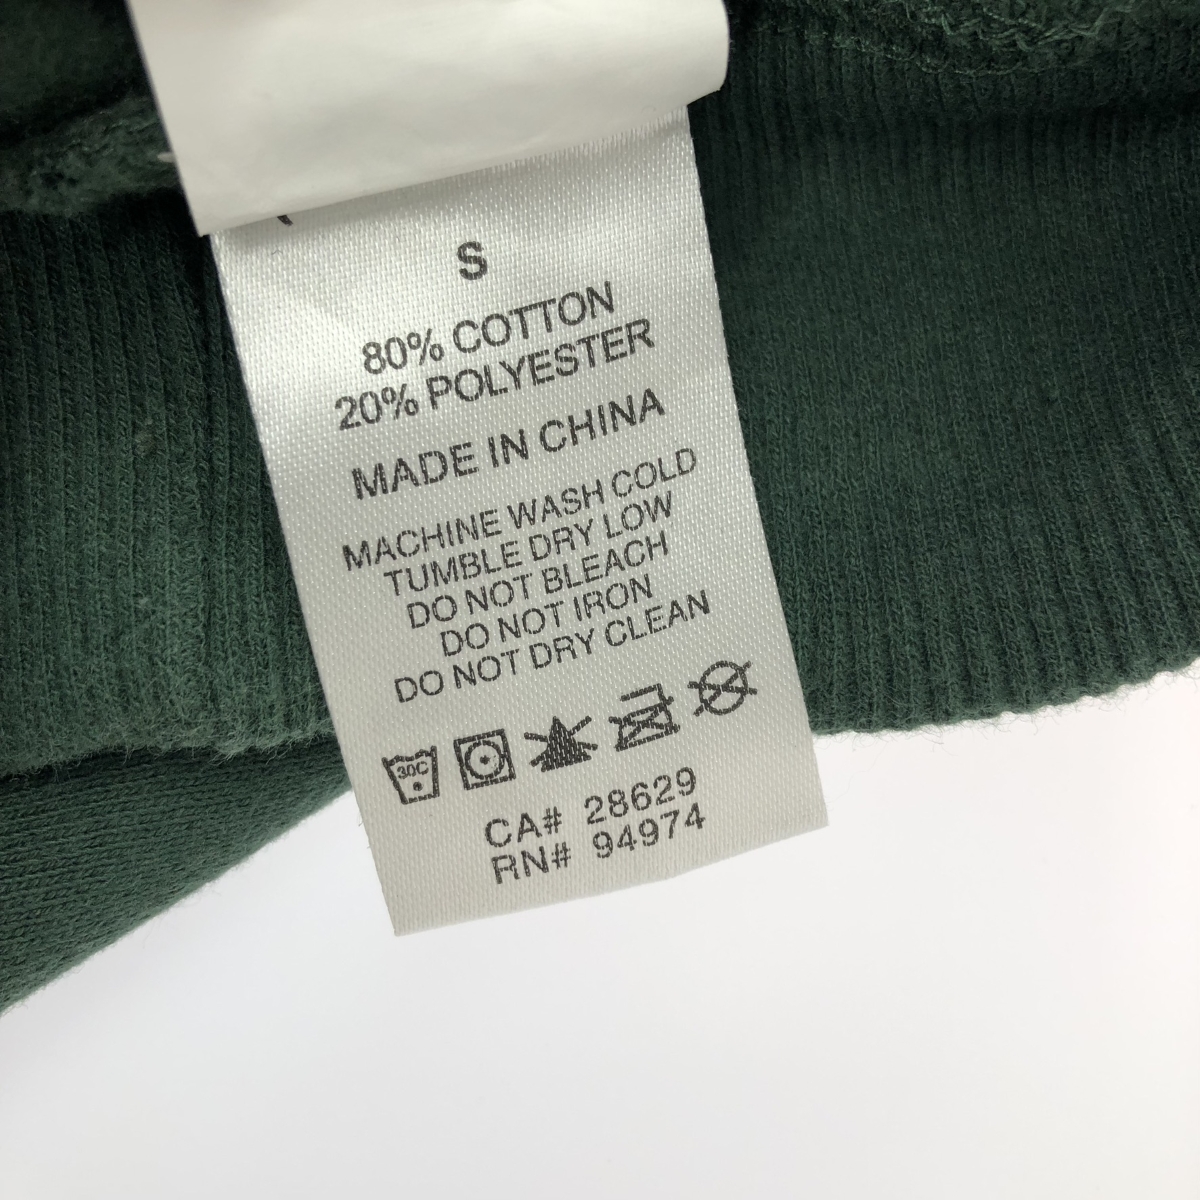 S
80% COTTON
20% POLYESTER
MADE IN CHINA
MACHINE WASH COLD
TUMBLE DRY LOW
DO NOT BLEACH
DO NOT IRON
DO NOT DRY CLEAN
30C
CA# 28629
RN# 94974